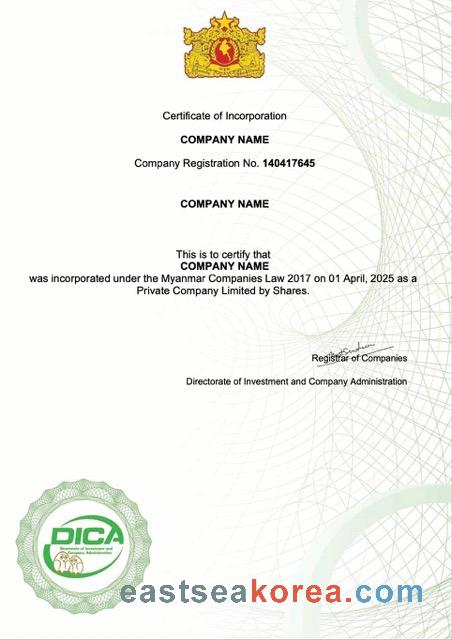 Certificate of Incorporation
COMPANY NAME
Company Registration No. 140417645
COMPANY NAME
This is to certify that
COMPANY NAME
was incorporated under the Myanmar Companies Law 2017 on 01 April, 2025 as a
Private Company Limited by Shares.
Registrar of Companies
Directorate of Investment and Company Administration
DICA
Directorate of Investment and
Company Administration
eastseakorea.com